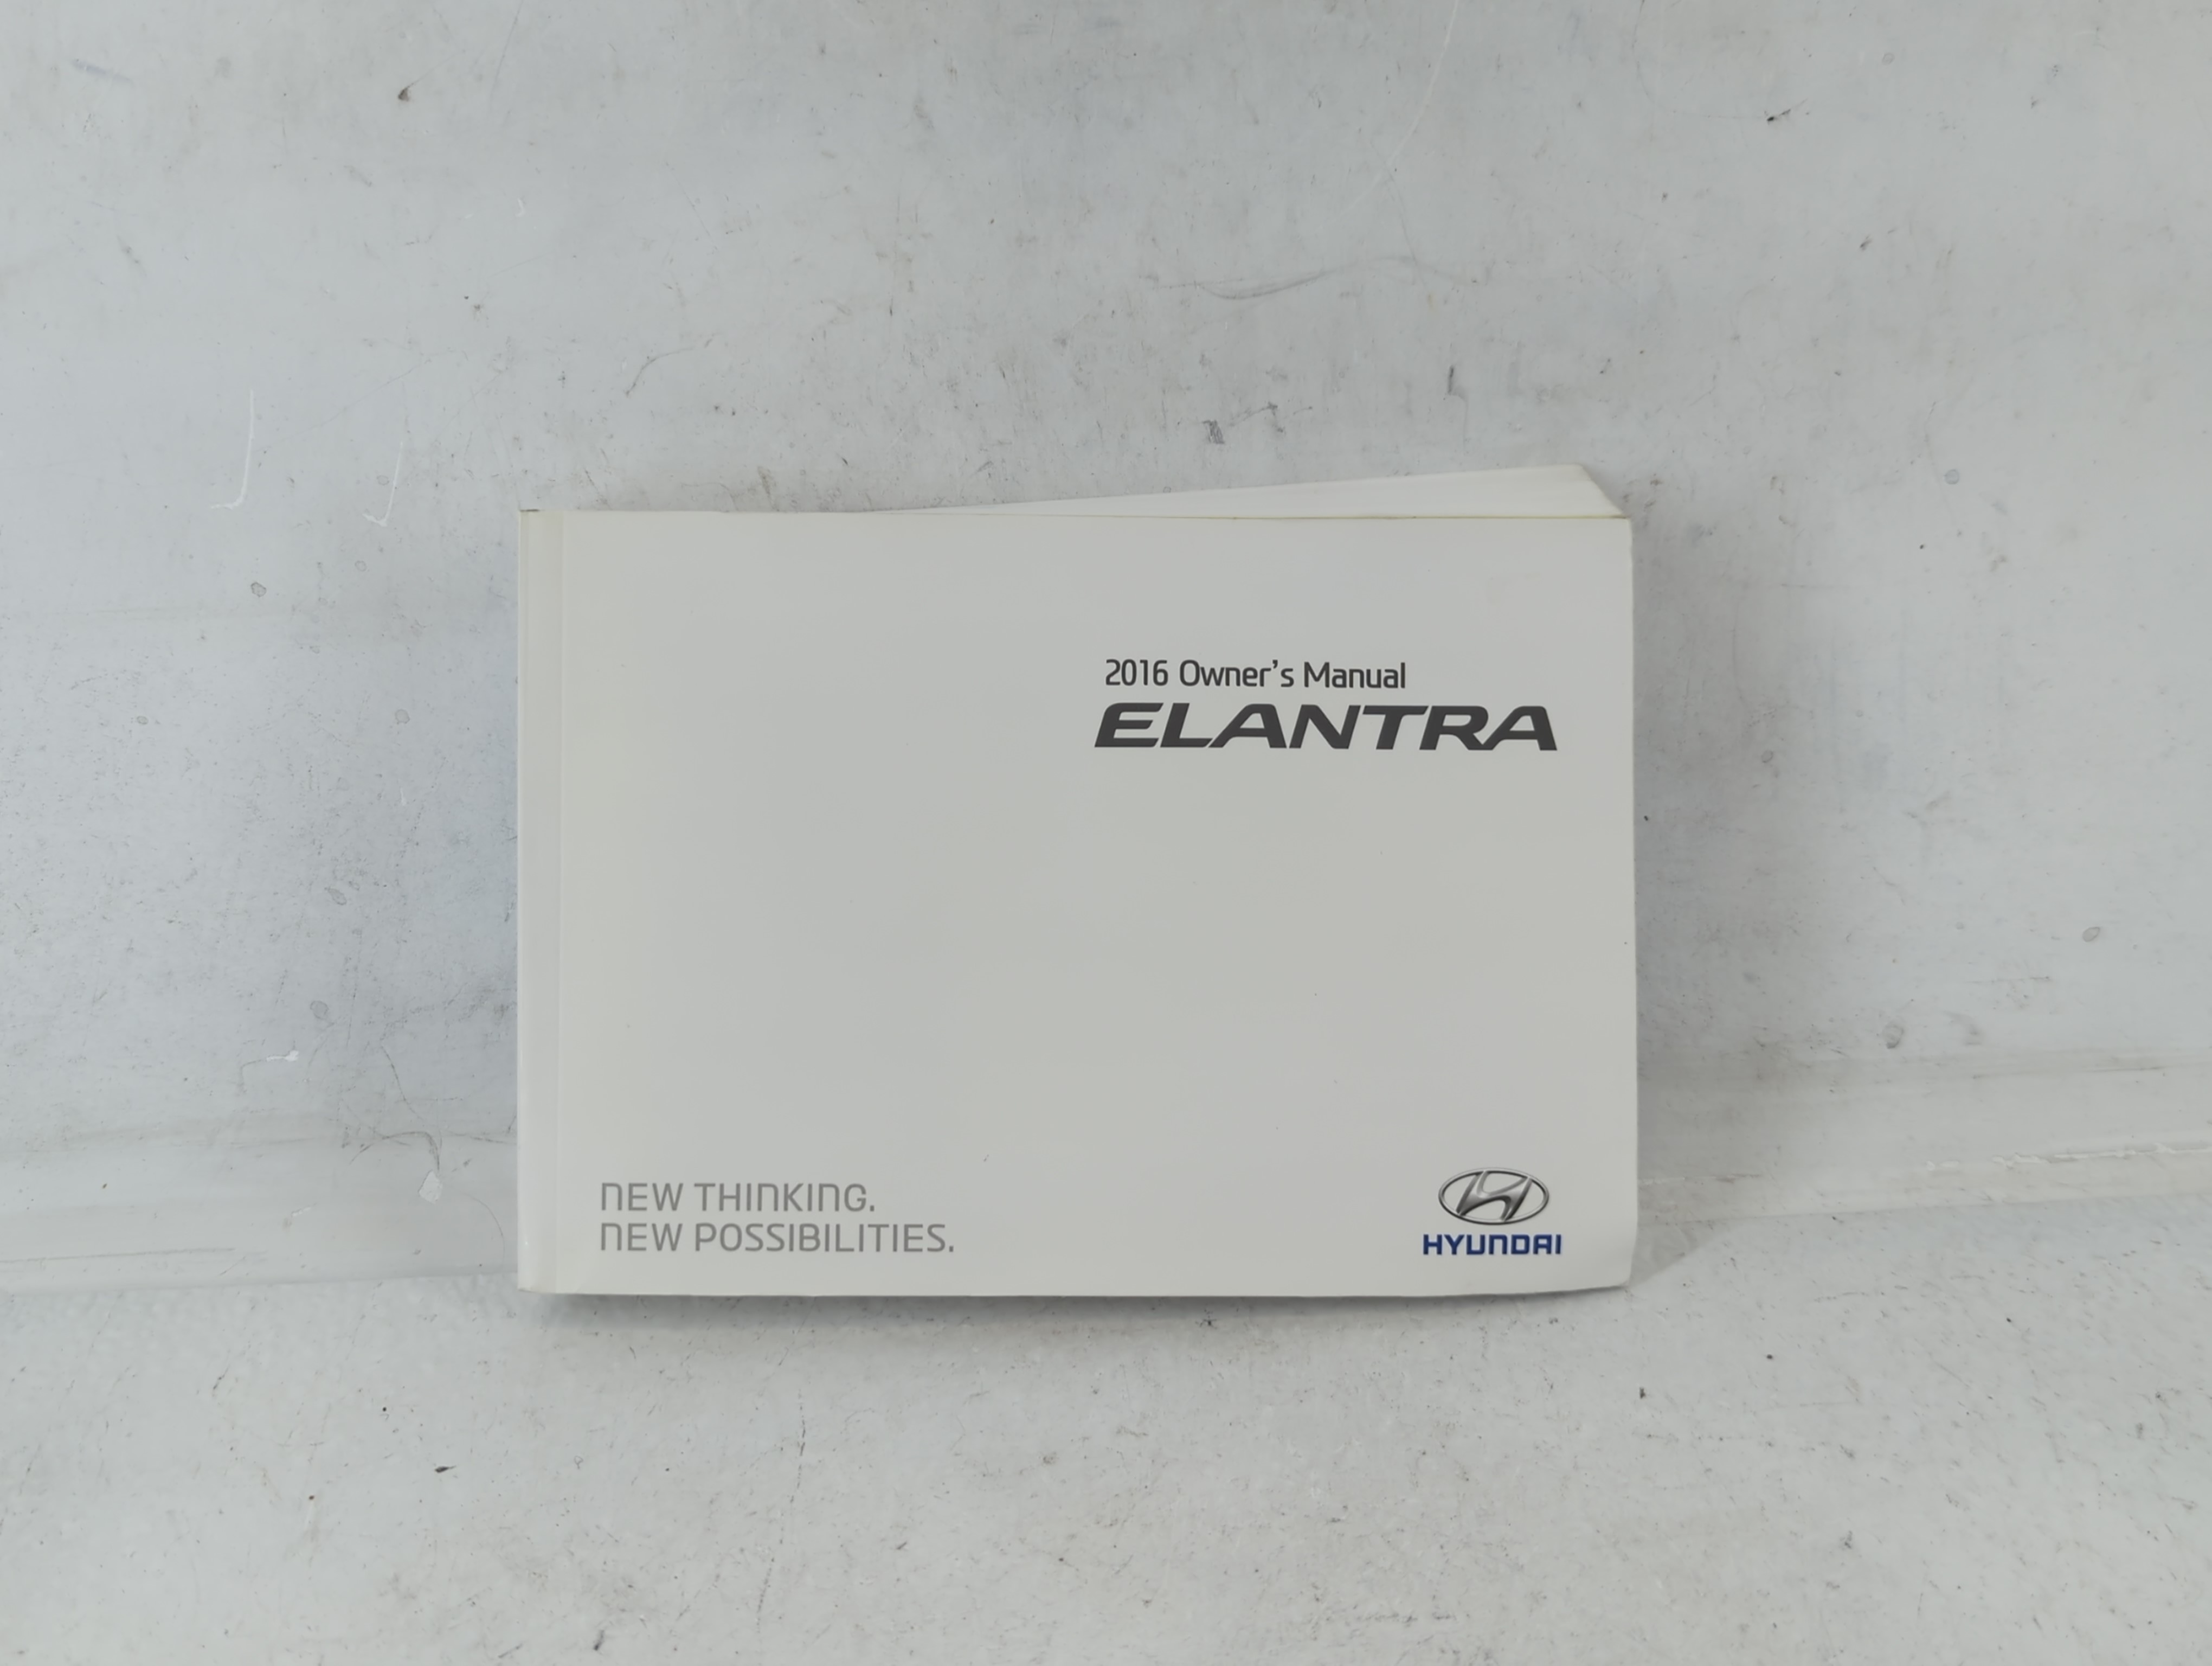 2016 Owner's Manual
ELANTRA
NEW THINKING.
NEW POSSIBILITIES.
HYUNDAI